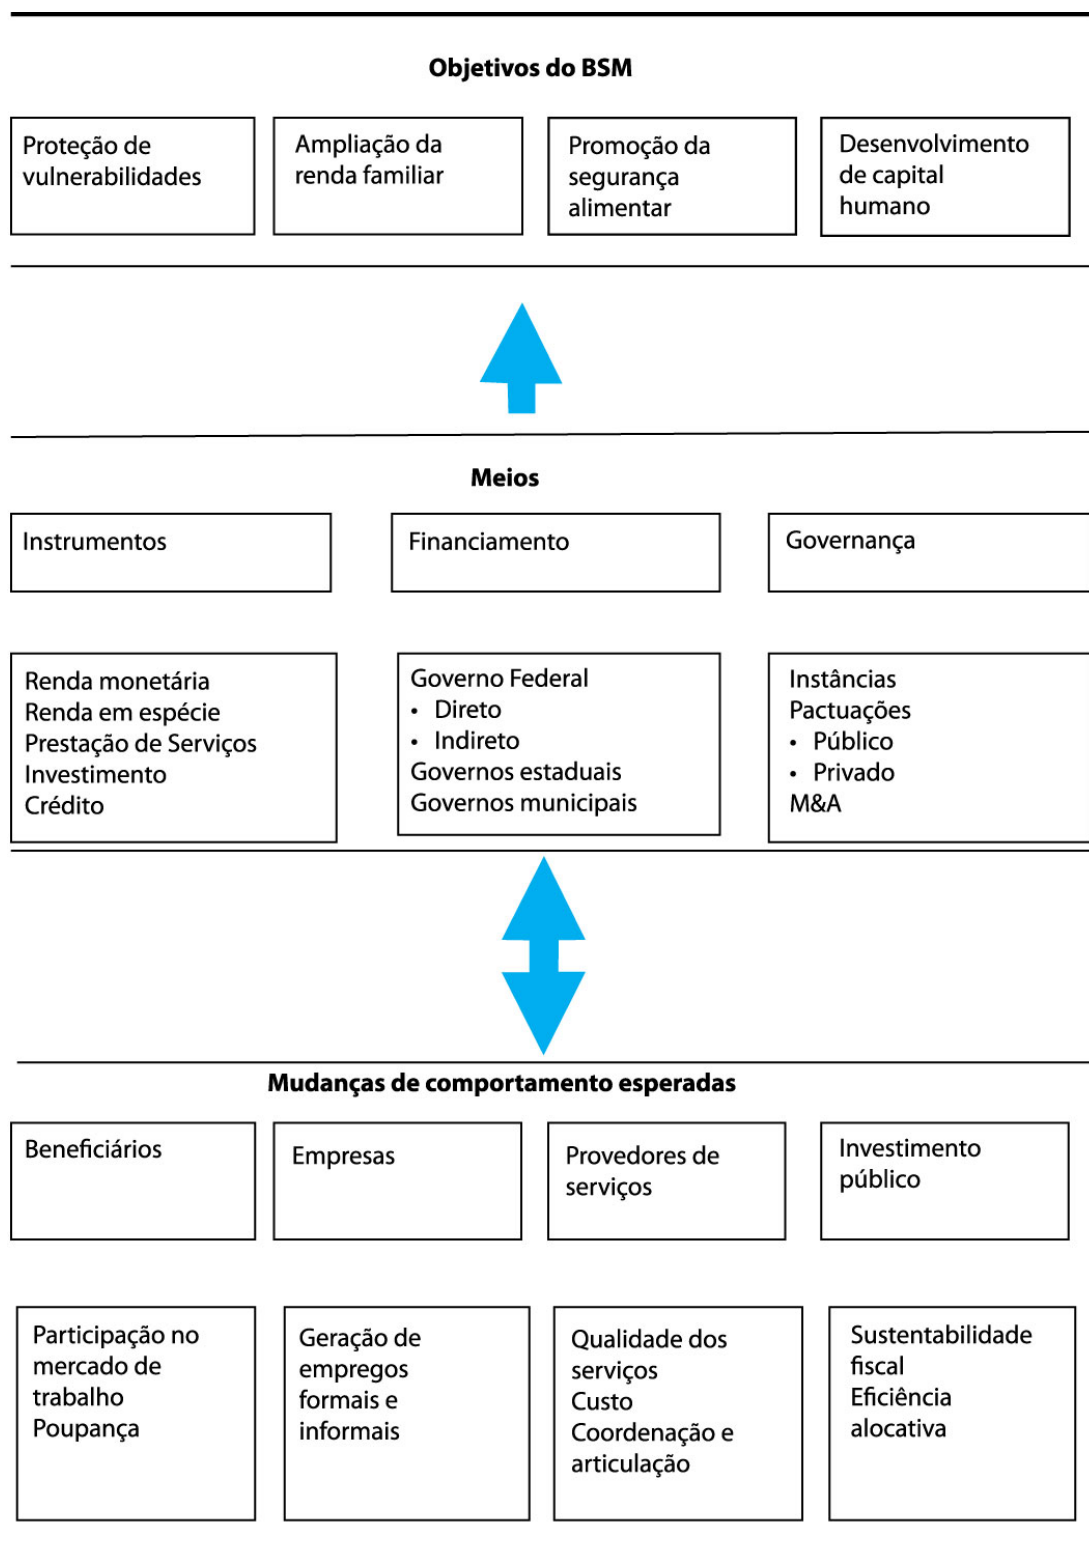 Objetivos do BSM
Proteção de
vulnerabilidades
Ampliação da
renda familiar
Promoção da
segurança
alimentar
Desenvolvimento
de capital
humano
Meios
Instrumentos
Financiamento
Governança
Renda monetária
Renda em espécie
Prestação de Serviços
Investimento
Crédito
Governo Federal
• Direto
• Indireto
Governos estaduais
Governos municipais
Instâncias
Pactuações
• Público
• Privado
M&A
Mudanças de comportamento esperadas
Beneficiários
Empresas
Provedores de
serviços
Investimento
público
Participação no
mercado de
trabalho
Poupança
Geração de
empregos
formais e
informais
Qualidade dos
serviços
Custo
Coordenação e
articulação
Sustentabilidade
fiscal
Eficiência
alocativa